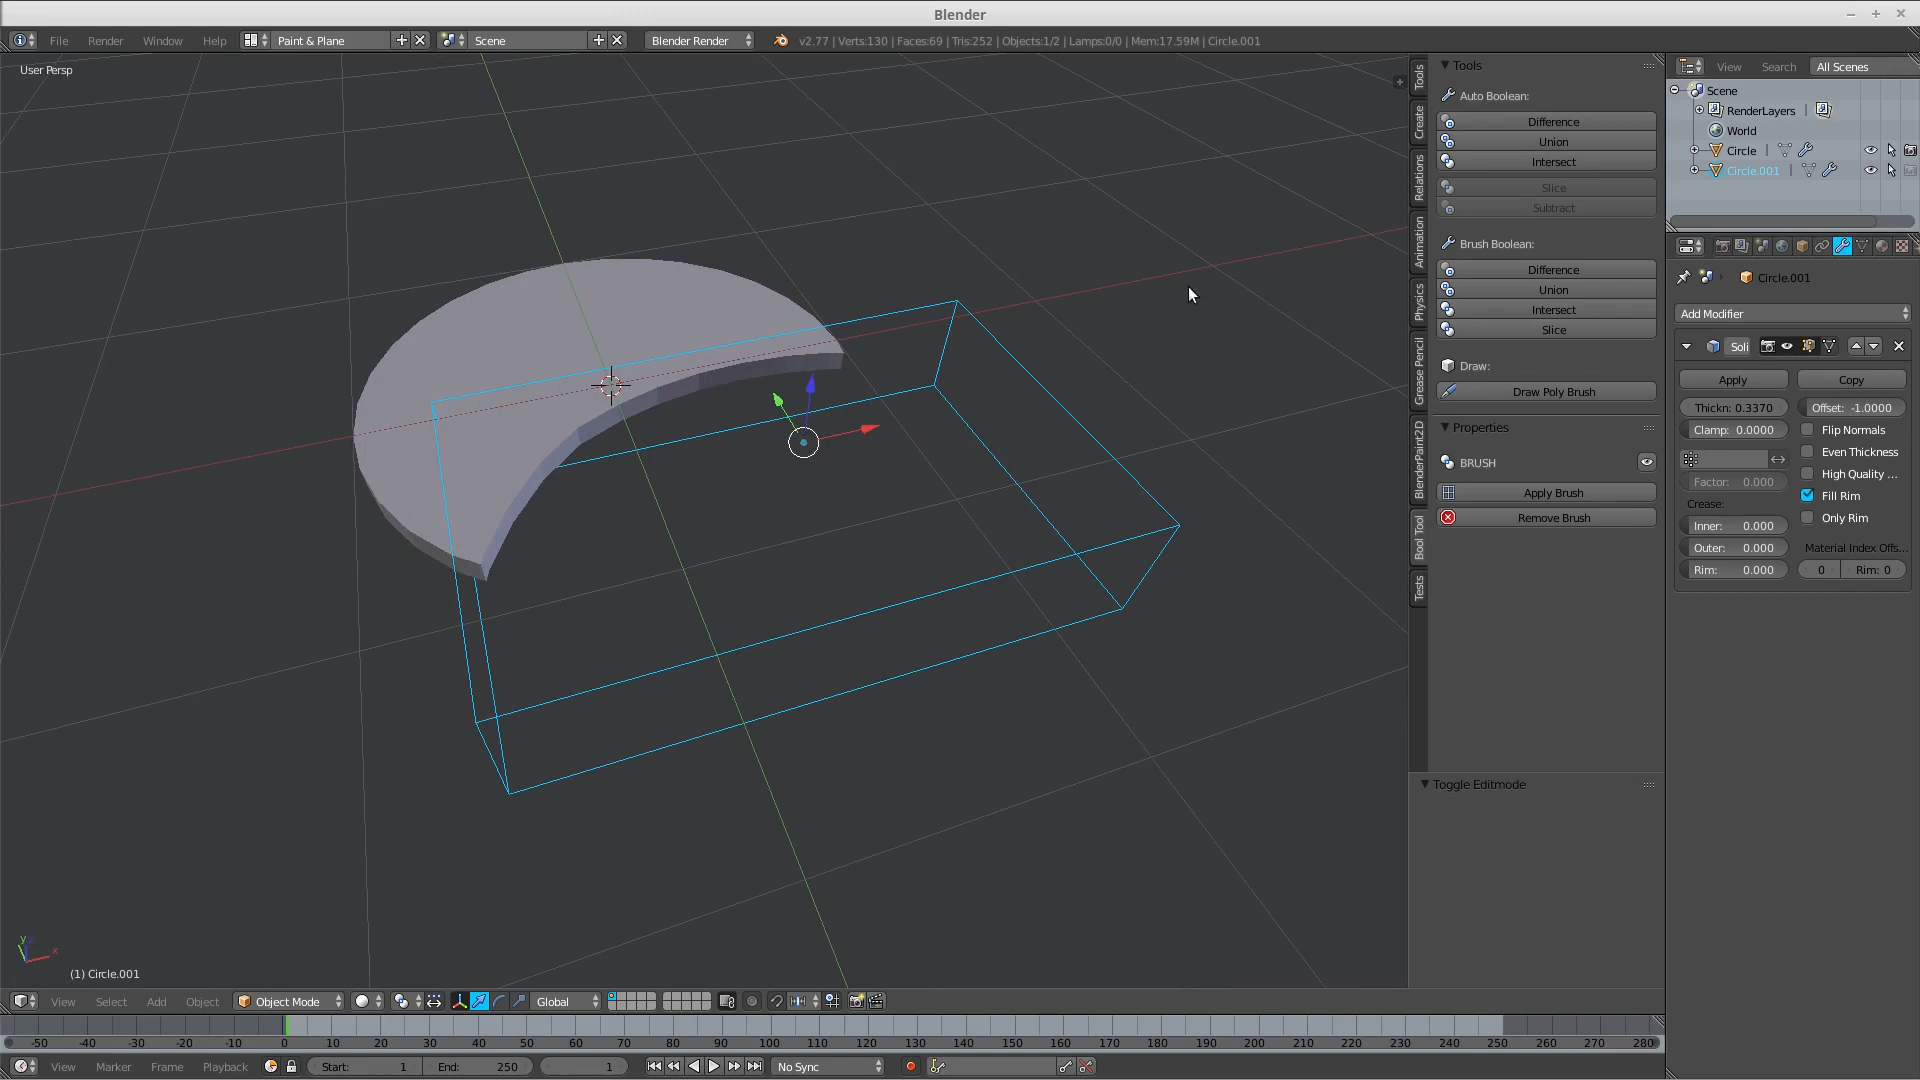 Blender
File Render Window Help Paint & Plane Scene Blender Render v2.77 | Verts:130 | Faces:69 | Tris:252 | Objects:1/2 | Lamps:0/0 | Mem:17.59M | Circle.001
User Persp
(1) Circle.001
y z x
Tools
Create
Relations
Animation
Physics
Grease Pencil
BlenderPaint2D
Bool Tool
Tests
Tools
Auto Boolean:
Difference
Union
Intersect
Slice
Subtract
Brush Boolean:
Difference
Union
Intersect
Slice
Draw:
Draw Poly Brush
Properties
BRUSH
Apply Brush
Remove Brush
Toggle Editmode
View Search All Scenes
Scene
RenderLayers
World
Circle
Circle.001
Circle.001
Add Modifier
Soli
Apply Copy
Thickn: 0.3370 Offset: -1.0000
Clamp: 0.0000 Flip Normals
Even Thickness
High Quality ...
Factor: 0.000
Fill Rim
Crease:
Only Rim
Inner: 0.000
Outer: 0.000 Material Index Offs...
Rim: 0.000 0 Rim: 0
View Select Add Object Object Mode Global
-50 -40 -30 -20 -10 0 10 20 30 40 50 60 70 80 90 100 110 120 130 140 150 160 170 180 190 200 210 220 230 240 250 260 270 280
View Marker Frame Playback Start: 1 End: 250 1 No Sync